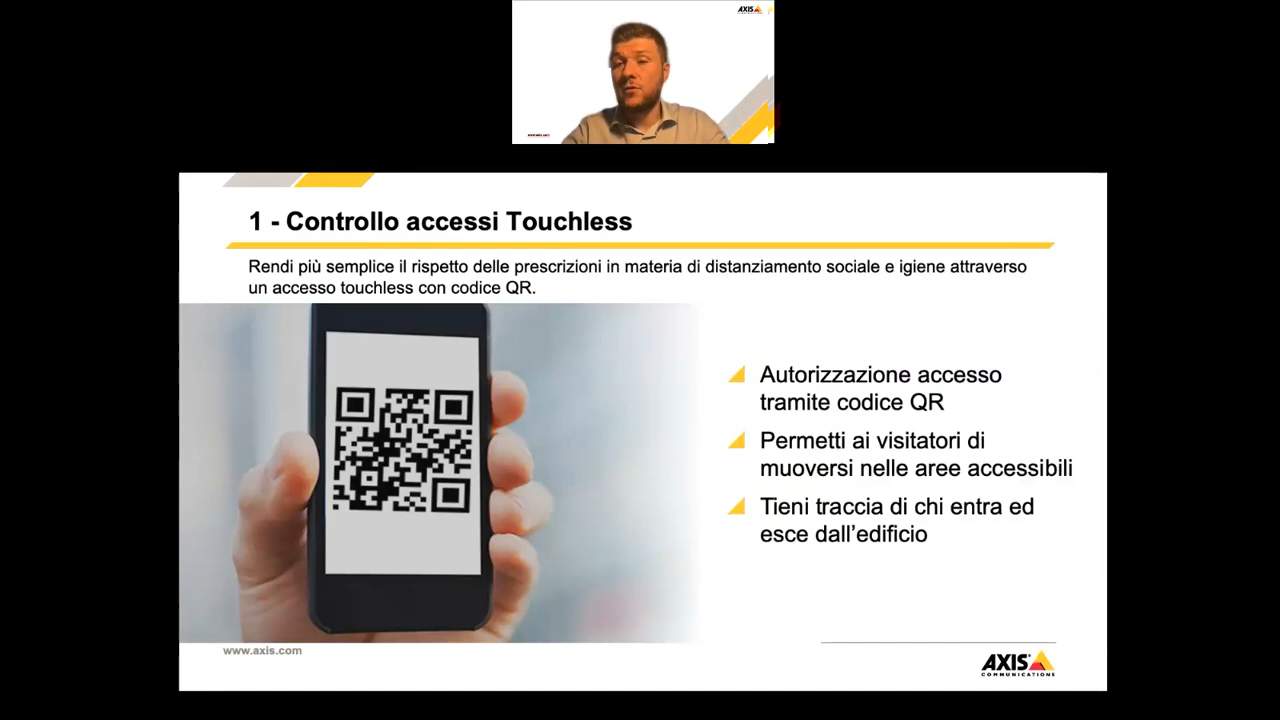 AXIS
COMMUNICATIONS
1 - Controllo accessi Touchless
Rendi più semplice il rispetto delle prescrizioni in materia di distanziamento sociale e igiene attraverso
un accesso touchless con codice QR.
Autorizzazione accesso
tramite codice QR
Permetti ai visitatori di
muoversi nelle aree accessibili
Tieni traccia di chi entra ed
esce dall'edificio
www.axis.com
AXIS
COMMUNICATIONS